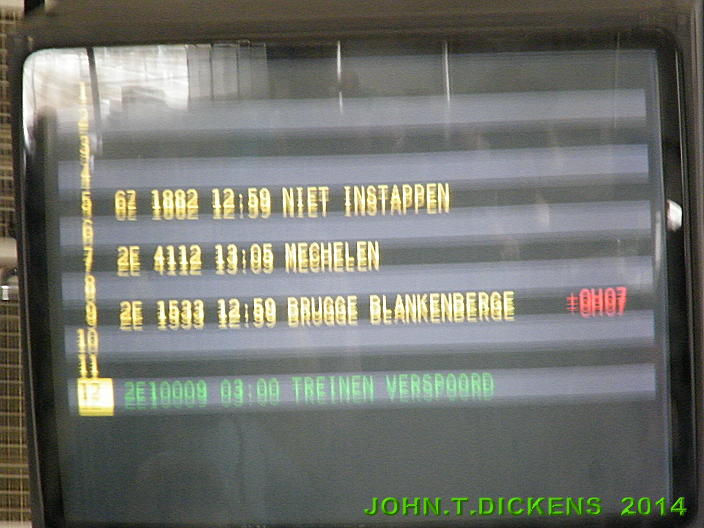 1
2
3
4
5 6Z 1882 12:59 NIET INSTAPPEN
6
7 2E 4112 13:05 MECHELEN
8
9 2E 1533 12:59 BRUGGE BLANKENBERGE ±0H07
10
11
12 2E10009 03:00 TREINEN VERSPOORD
JOHN.T.DICKENS 2014